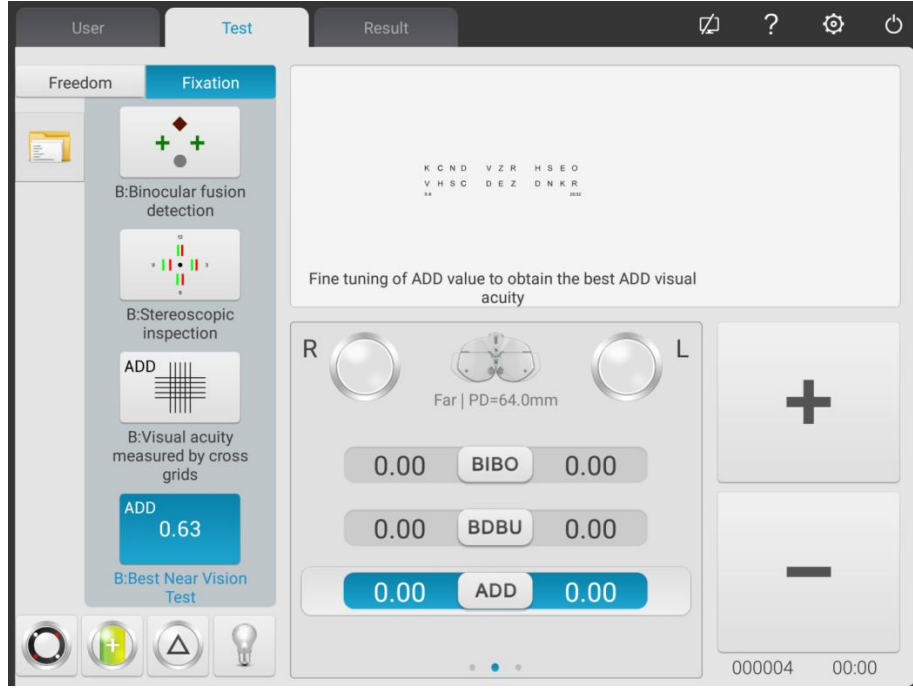 User
Test
Result
?
Freedom
Fixation
B:Binocular fusion
detection
B:Stereoscopic
inspection
ADD
B:Visual acuity
measured by cross
grids
ADD
0.63
B:Best Near Vision
Test
K C N D V Z R H S E O
V H S C D E Z D N K R
Fine tuning of ADD value to obtain the best ADD visual
acuity
R
L
Far | PD=64.0mm
0.00 BIBO 0.00
0.00 BDBU 0.00
0.00 ADD 0.00
+
−
000004 00:00